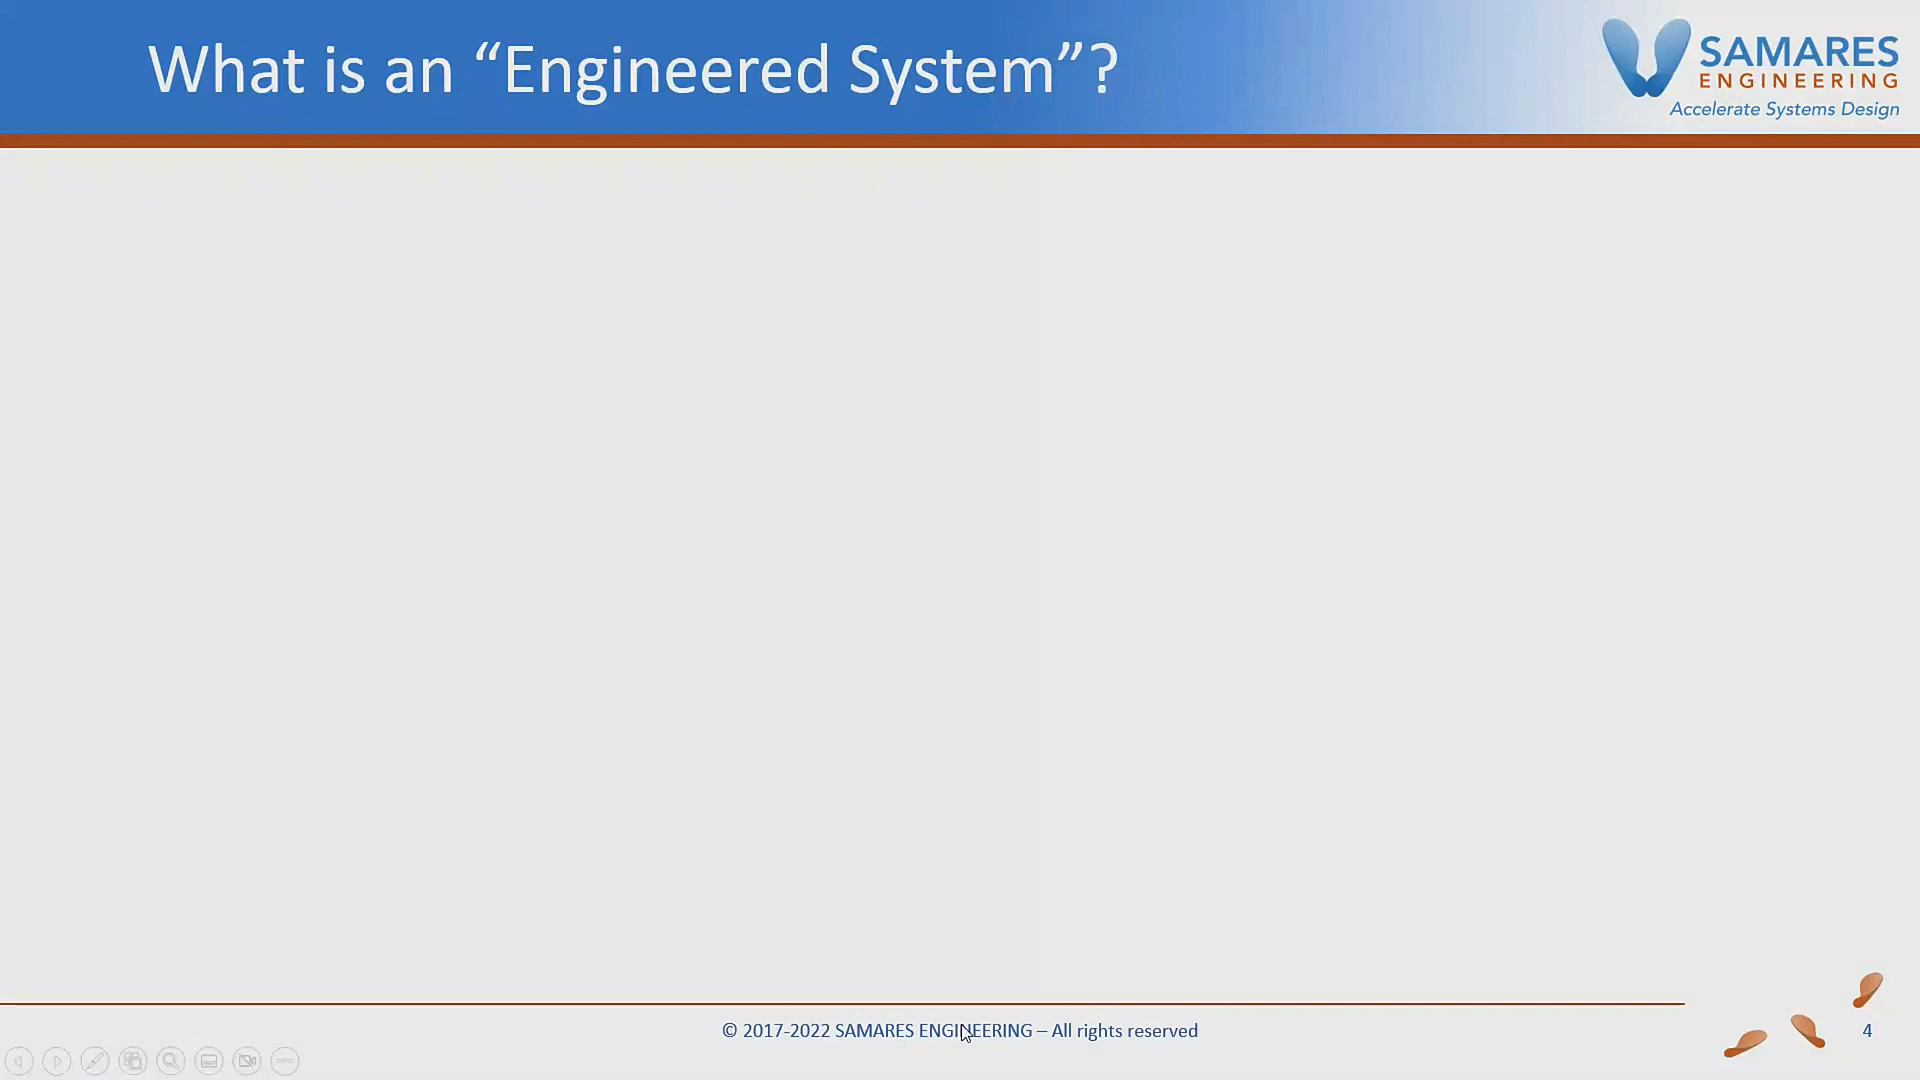 What is an “Engineered System”?
SAMARES
ENGINEERING
Accelerate Systems Design
© 2017-2022 SAMARES ENGINEERING – All rights reserved
4